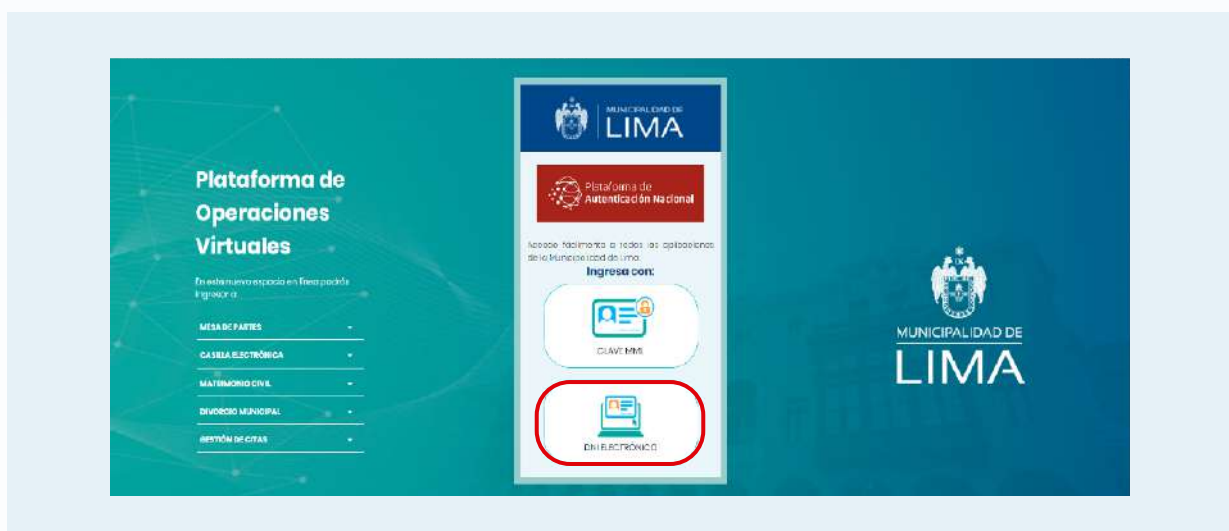 Plataforma de
Operaciones
Virtuales
En este nuevo espacio en línea podrás
ingresar a
MESA DE PARTES
CASILLA ELECTRÓNICA
MATRIMONIO CIVIL
DIVORCIO MUNICIPAL
GESTIÓN DE CITAS
MUNICIPALIDAD DE
LIMA
Plataforma de
Autenticación Nacional
Accede fácilmente a todas las aplicaciones
de la Municipalidad de Lima:
Ingresa con:
CLAVE MML
DNI ELECTRÓNICO
MUNICIPALIDAD DE
LIMA